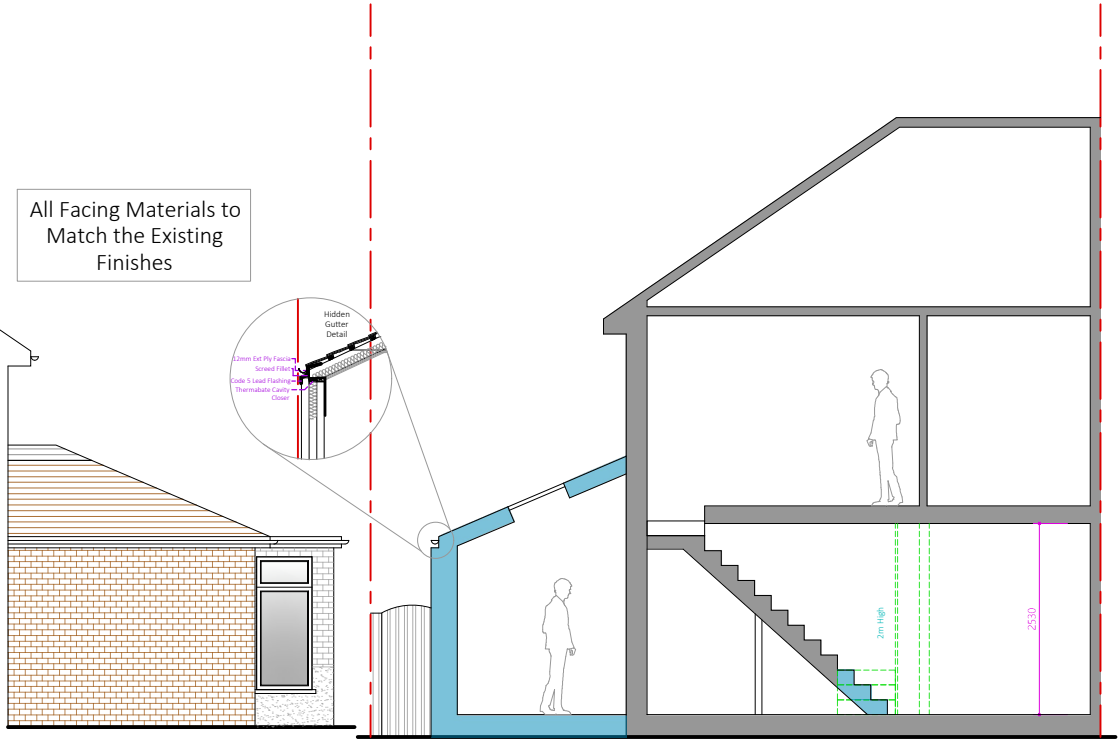 All Facing Materials to
Match the Existing
Finishes
Hidden
Gutter
Detail
12mm Ext Ply Fascia
Screed Fillet
Code 5 Lead Flashing
Thermabate Cavity
Closer
2m High
2530